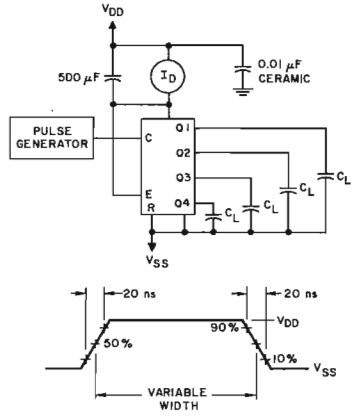 VDD
500 μF
ID
0.01 μF
CERAMIC
PULSE
GENERATOR
C
Q1
Q2
Q3
E
R
Q4
CL
CL
CL
CL
VSS
20 ns
20 ns
90%
VDD
50%
10%
VSS
VARIABLE
WIDTH